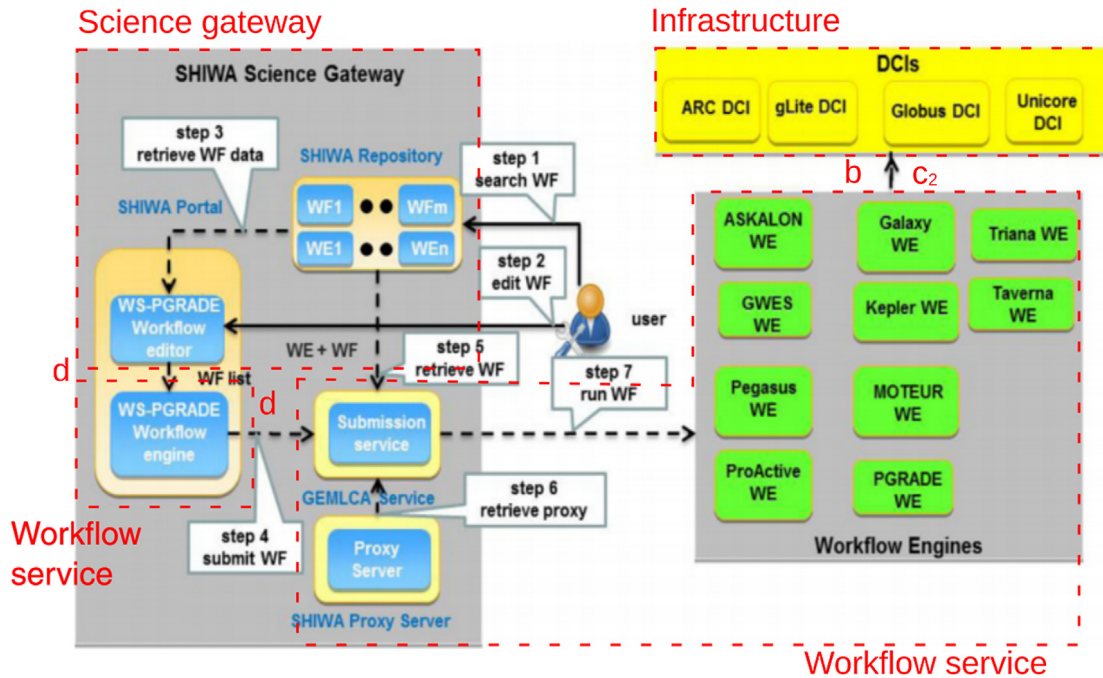 Science gateway
Infrastructure
SHIWA Science Gateway
DCIs
ARC DCI
gLite DCI
Globus DCI
Unicore
DCI
step 3
retrieve WF data
SHIWA Repository
step 1
search WF
b
c2
SHIWA Portal
WF1
WFm
WE1
WEn
step 2
edit WF
ASKALON
WE
Galaxy
WE
Triana WE
WS-PGRADE
Workflow
editor
user
GWES
WE
Kepler WE
Taverna
WE
WE + WF
step 5
retrieve WF
step 7
run WF
d
WF list
d
WS-PGRADE
Workflow
engine
Submission
service
Pegasus
WE
MOTEUR
WE
GEMLCA Service
step 6
retrieve proxy
ProActive
WE
PGRADE
WE
Workflow
service
step 4
submit WF
Proxy
Server
Workflow Engines
SHIWA Proxy Server
Workflow service